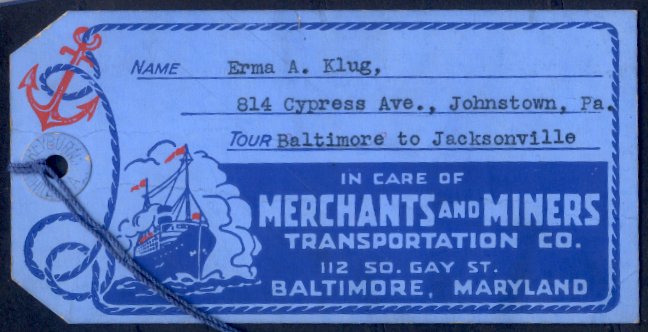 NAME Erma A. Klug,
814 Cypress Ave., Johnstown, Pa.
TOUR Baltimore to Jacksonville
IN CARE OF
MERCHANTS AND MINERS
TRANSPORTATION CO.
112 SO. GAY ST.
BALTIMORE, MARYLAND